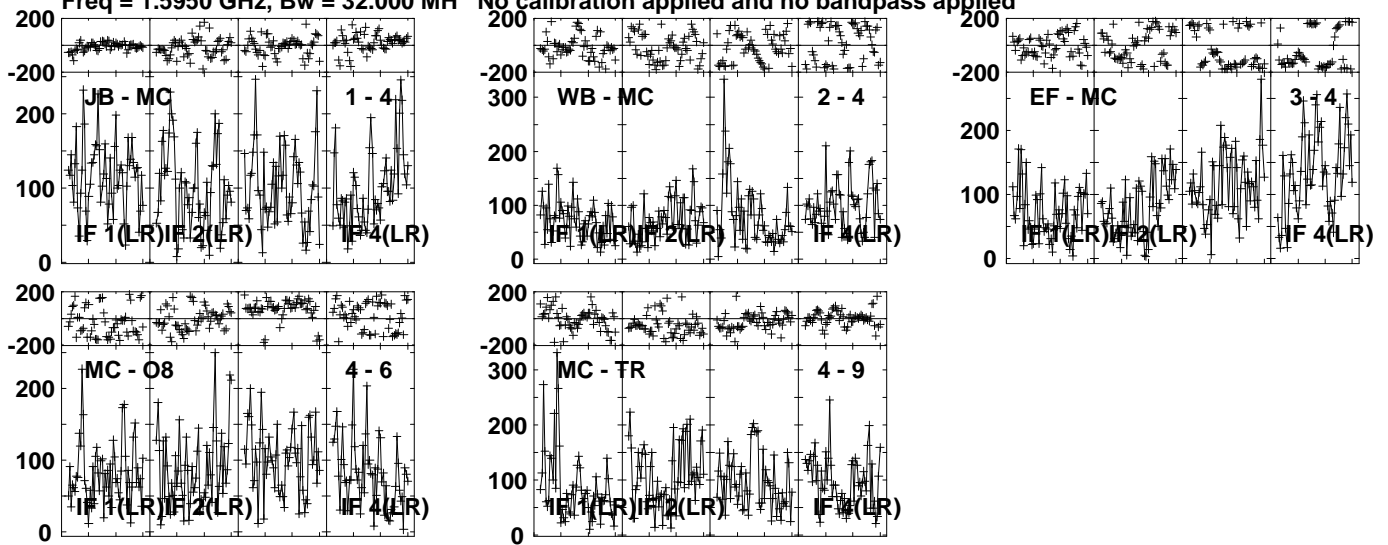 Freq = 1.5950 GHz, Bw = 32.000 MH No calibration applied and no bandpass applied
200
-200
JB - MC 1 - 4
200
100
0
IF 1(LR) IF 2(LR) IF 4(LR)
200
-200
WB - MC 2 - 4
300
200
100
0
IF 1(LR) IF 2(LR) IF 4(LR)
200
-200
EF - MC 3 - 4
200
100
0
IF 1(LR) IF 2(LR) IF 4(LR)
200
-200
MC - O8 4 - 6
200
100
0
IF 1(LR) IF 2(LR) IF 4(LR)
200
-200
MC - TR 4 - 9
300
200
100
0
IF 1(LR) IF 2(LR) IF 4(LR)